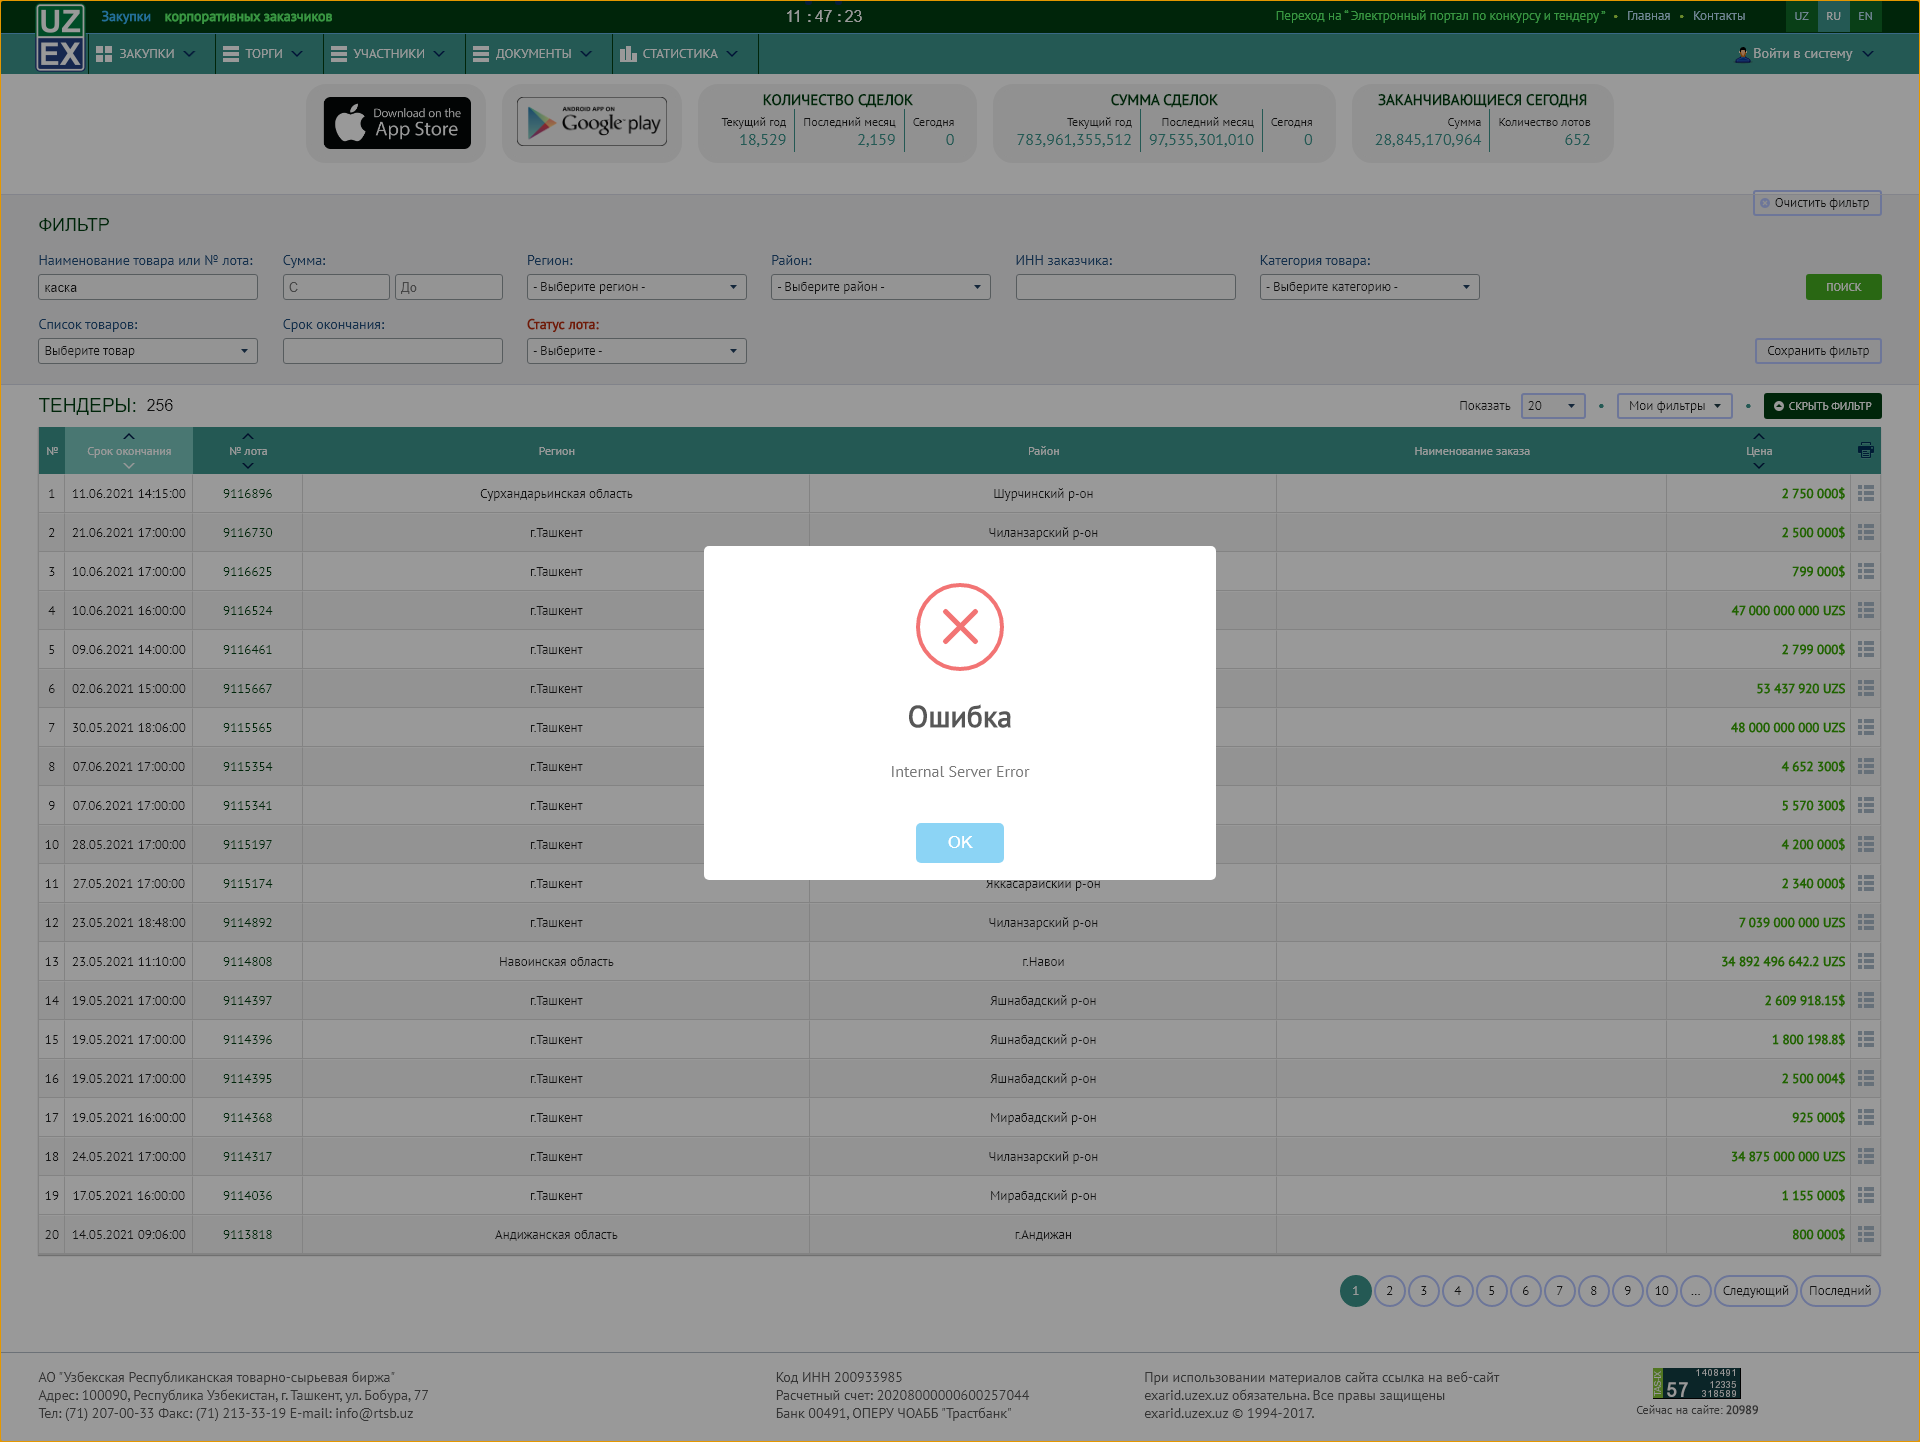 UZ
EX
Закупки корпоративных заказчиков
11 : 47 : 23
Переход на “ Электронный портал по конкурсу и тендеру ” • Главная • Контакты
UZ RU EN
ЗАКУПКИ ТОРГИ УЧАСТНИКИ ДОКУМЕНТЫ СТАТИСТИКА Войти в систему
Download on the
App Store
ANDROID APP ON
Google play
КОЛИЧЕСТВО СДЕЛОК
Текущий год Последний месяц Сегодня
18,529 2,159 0
СУММА СДЕЛОК
Текущий год Последний месяц Сегодня
783,961,355,512 97,535,301,010 0
ЗАКАНЧИВАЮЩИЕСЯ СЕГОДНЯ
Сумма Количество лотов
28,845,170,964 652
Очистить фильтр
ФИЛЬТР
Наименование товара или № лота: Сумма: Регион: Район: ИНН заказчика: Категория товара:
каска С До - Выберите регион - - Выберите район - - Выберите категорию - ПОИСК
Список товаров: Срок окончания: Статус лота:
Выберите товар - Выберите - Сохранить фильтр
ТЕНДЕРЫ: 256
Показать 20 • Мои фильтры • СКРЫТЬ ФИЛЬТР
№ Срок окончания № лота Регион Район Наименование заказа Цена
1 11.06.2021 14:15:00 9116896 Сурхандарьинская область Шурчинский р-он 2 750 000$
2 21.06.2021 17:00:00 9116730 г.Ташкент Чиланзарский р-он 2 500 000$
3 10.06.2021 17:00:00 9116625 г.Ташкент 799 000$
4 10.06.2021 16:00:00 9116524 г.Ташкент 47 000 000 000 UZS
5 09.06.2021 14:00:00 9116461 г.Ташкент 2 799 000$
6 02.06.2021 15:00:00 9115667 г.Ташкент 53 437 920 UZS
7 30.05.2021 18:06:00 9115565 г.Ташкент 48 000 000 000 UZS
8 07.06.2021 17:00:00 9115354 г.Ташкент 4 652 300$
9 07.06.2021 17:00:00 9115341 г.Ташкент 5 570 300$
10 28.05.2021 17:00:00 9115197 г.Ташкент 4 200 000$
11 27.05.2021 17:00:00 9115174 г.Ташкент Яккасарайский р-он 2 340 000$
12 23.05.2021 18:48:00 9114892 г.Ташкент Чиланзарский р-он 7 039 000 000 UZS
13 23.05.2021 11:10:00 9114808 Навоинская область г.Навои 34 892 496 642.2 UZS
14 19.05.2021 17:00:00 9114397 г.Ташкент Яшнабадский р-он 2 609 918.15$
15 19.05.2021 17:00:00 9114396 г.Ташкент Яшнабадский р-он 1 800 198.8$
16 19.05.2021 17:00:00 9114395 г.Ташкент Яшнабадский р-он 2 500 004$
17 19.05.2021 16:00:00 9114368 г.Ташкент Мирабадский р-он 925 000$
18 24.05.2021 17:00:00 9114317 г.Ташкент Чиланзарский р-он 34 875 000 000 UZS
19 17.05.2021 16:00:00 9114036 г.Ташкент Мирабадский р-он 1 155 000$
20 14.05.2021 09:06:00 9113818 Андижанская область г.Андижан 800 000$
Ошибка
Internal Server Error
OK
1 2 3 4 5 6 7 8 9 10 ... Следующий Последний
АО "Узбекская Республиканская товарно-сырьевая биржа"
Адрес: 100090, Республика Узбекистан, г. Ташкент, ул. Бобура, 77
Тел: (71) 207-00-33 Факс: (71) 213-33-19 E-mail: info@rtsb.uz
Код ИНН 200933985
Расчетный счет: 20208000000600257044
Банк 00491, ОПЕРУ ЧОАББ "Трастбанк"
При использовании материалов сайта ссылка на веб-сайт
exarid.uzex.uz обязательна. Все правы защищены
exarid.uzex.uz © 1994-2017.
TAS-IX
57
1408491
12335
318589
Сейчас на сайте: 20989